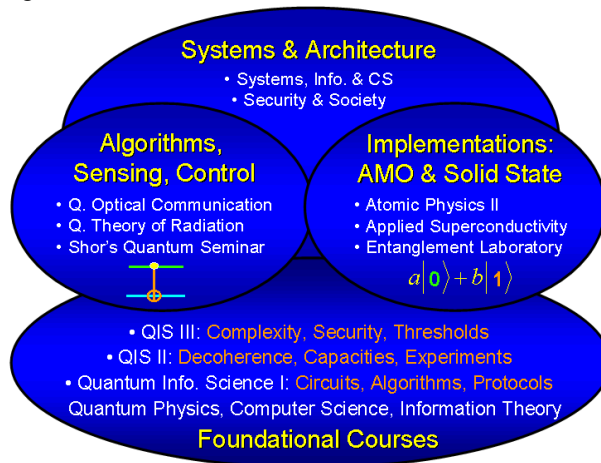 Systems & Architecture
• Systems, Info. & CS
• Security & Society
Algorithms,
Sensing, Control
• Q. Optical Communication
• Q. Theory of Radiation
• Shor's Quantum Seminar
Implementations:
AMO & Solid State
• Atomic Physics II
• Applied Superconductivity
• Entanglement Laboratory
a|0⟩+b|1⟩
• QIS III: Complexity, Security, Thresholds
• QIS II: Decoherence, Capacities, Experiments
• Quantum Info. Science I: Circuits, Algorithms, Protocols
Quantum Physics, Computer Science, Information Theory
Foundational Courses